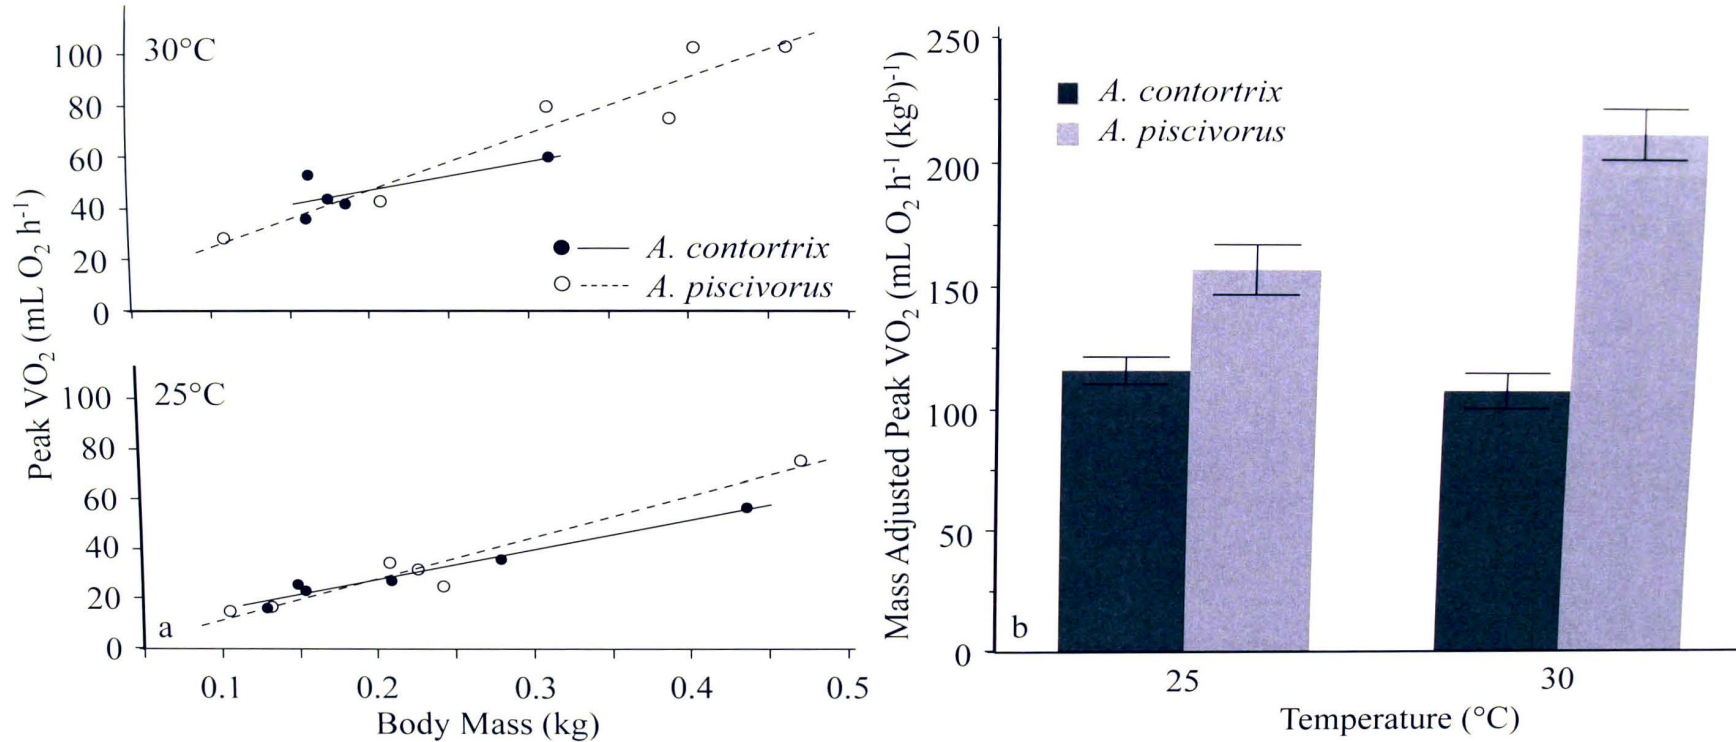 Peak VO2 (mL O2 h-1)
30°C
100
80
60
40
20
0
A. contortrix
A. piscivorus
25°C
100
80
60
40
20
0
a
0.1 0.2 0.3 0.4 0.5
Body Mass (kg)
Mass Adjusted Peak VO2 (mL O2 h-1 (kgb)-1)
250
200
150
100
50
0
A. contortrix
A. piscivorus
b
25 30
Temperature (°C)